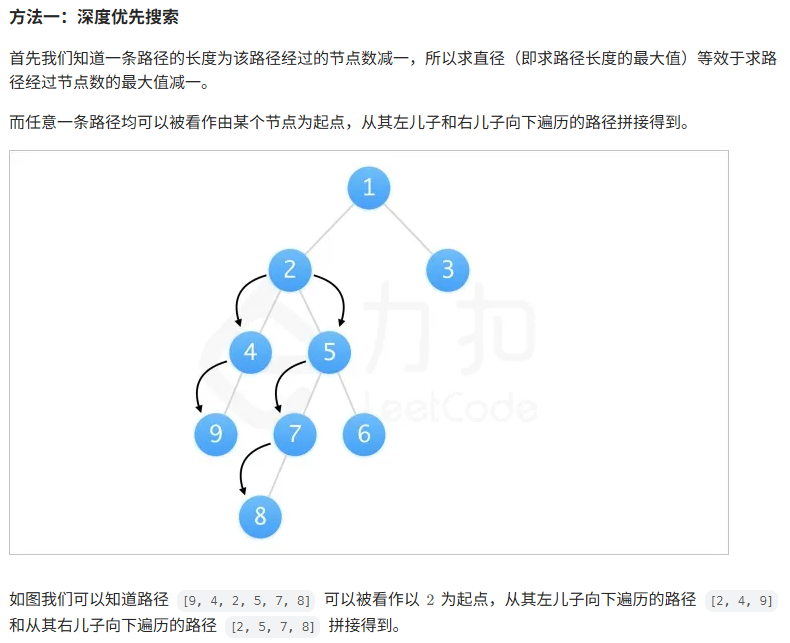 方法一：深度优先搜索
首先我们知道一条路径的长度为该路径经过的节点数减一，所以求直径（即求路径长度的最大值）等效于求路
径经过节点数的最大值减一。
而任意一条路径均可以被看作由某个节点为起点，从其左儿子和右儿子向下遍历的路径拼接得到。
1
2
3
4
5
力扣
LeetCode
9
7
6
8
如图我们可以知道路径 [9, 4, 2, 5, 7, 8] 可以被看作以 2 为起点，从其左儿子向下遍历的路径 [2, 4, 9]
和从其右儿子向下遍历的路径 [2, 5, 7, 8] 拼接得到。